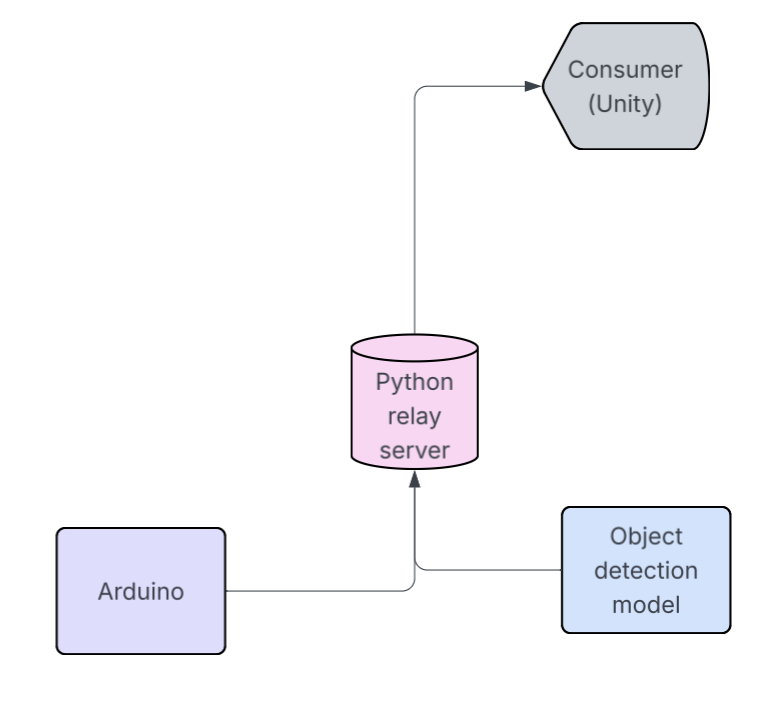 Consumer
(Unity)
Python
relay
server
Arduino
Object
detection
model